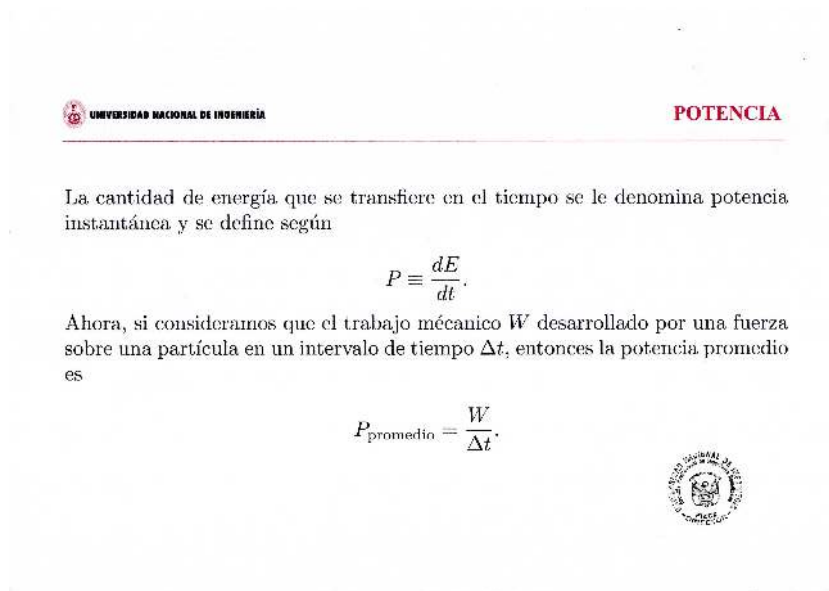 UNIVERSIDAD NACIONAL DE INGENIERÍA
POTENCIA
La cantidad de energía que se transfiere en el tiempo se le denomina potencia
instantánea y se define según
P ≡ dE/dt.
Ahora, si consideramos que el trabajo mécanico W desarrollado por una fuerza
sobre una partícula en un intervalo de tiempo Δt, entonces la potencia promedio
es
P_promedio = W/Δt.